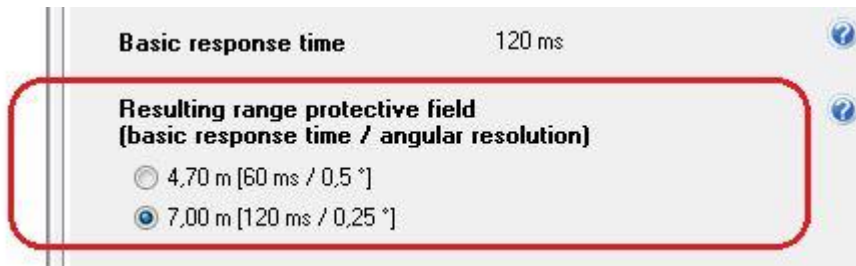 Basic response time 120 ms
Resulting range protective field
(basic response time / angular resolution)
4,70 m [60 ms / 0,5 °]
7,00 m [120 ms / 0,25 °]